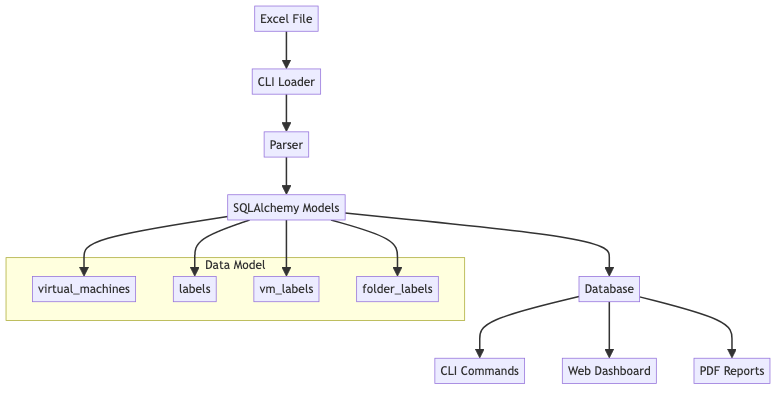 Excel File
CLI Loader
Parser
SQLAlchemy Models
Data Model
virtual_machines
labels
vm_labels
folder_labels
Database
CLI Commands
Web Dashboard
PDF Reports